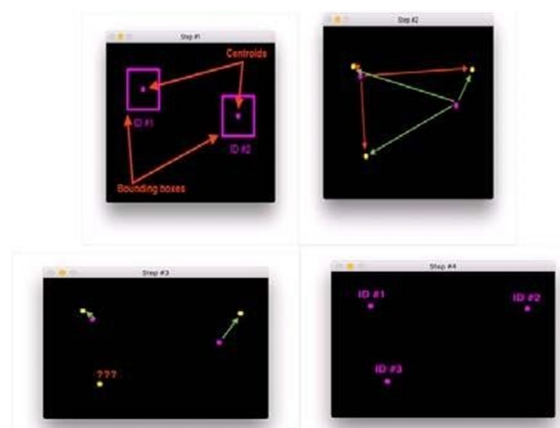 Step #1
Centroids
ID #1
ID #2
Bounding boxes
Step #2
Step #3
???
Step #4
ID #1
ID #2
ID #3